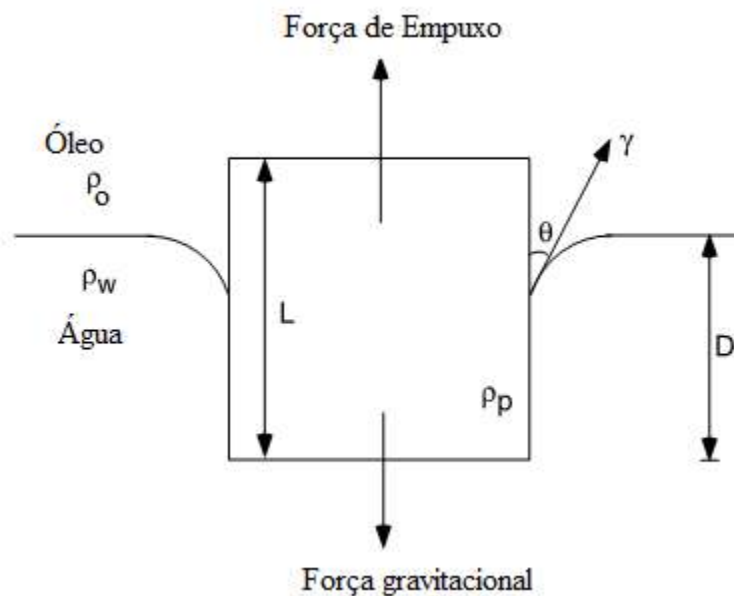 Força de Empuxo
Óleo
ρo
γ
θ
ρw
Água
L
D
ρp
Força gravitacional